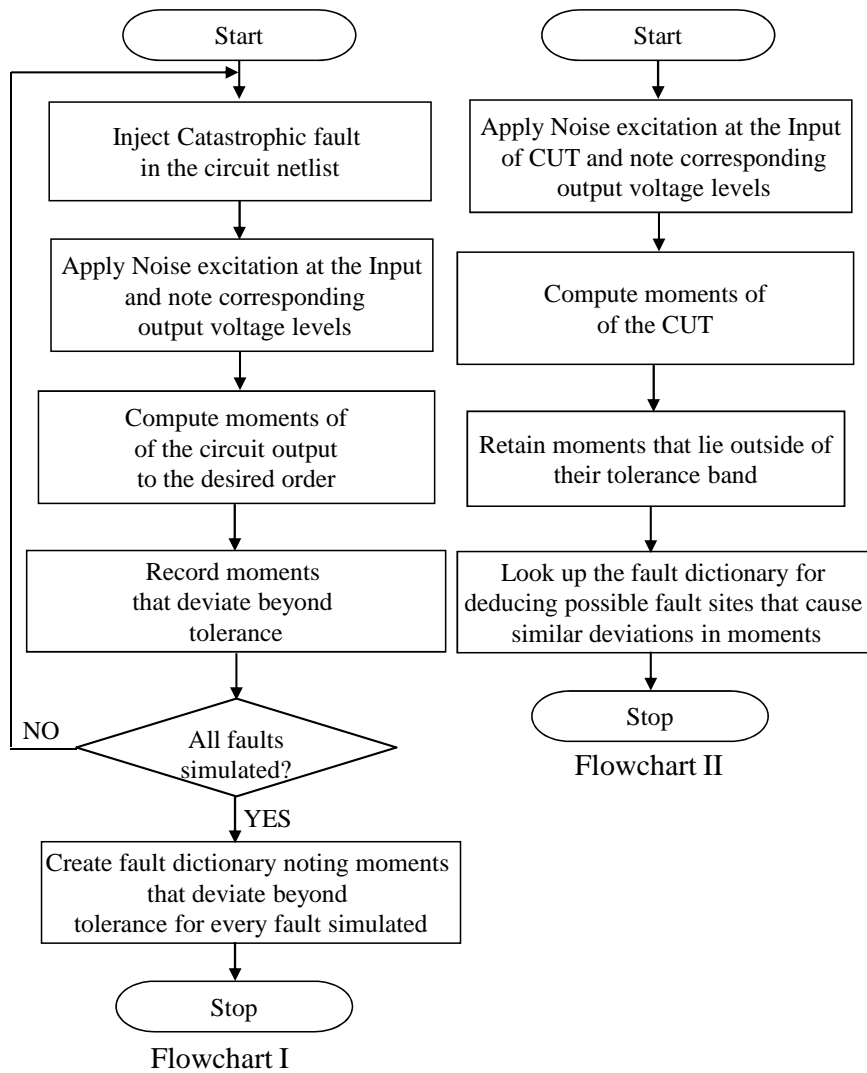 Start
Inject Catastrophic fault
in the circuit netlist
Apply Noise excitation at the Input
and note corresponding
output voltage levels
Compute moments of
of the circuit output
to the desired order
Record moments
that deviate beyond
tolerance
NO
All faults
simulated?
YES
Create fault dictionary noting moments
that deviate beyond
tolerance for every fault simulated
Stop
Flowchart I
Start
Apply Noise excitation at the Input
of CUT and note corresponding
output voltage levels
Compute moments of
of the CUT
Retain moments that lie outside of
their tolerance band
Look up the fault dictionary for
deducing possible fault sites that cause
similar deviations in moments
Stop
Flowchart II